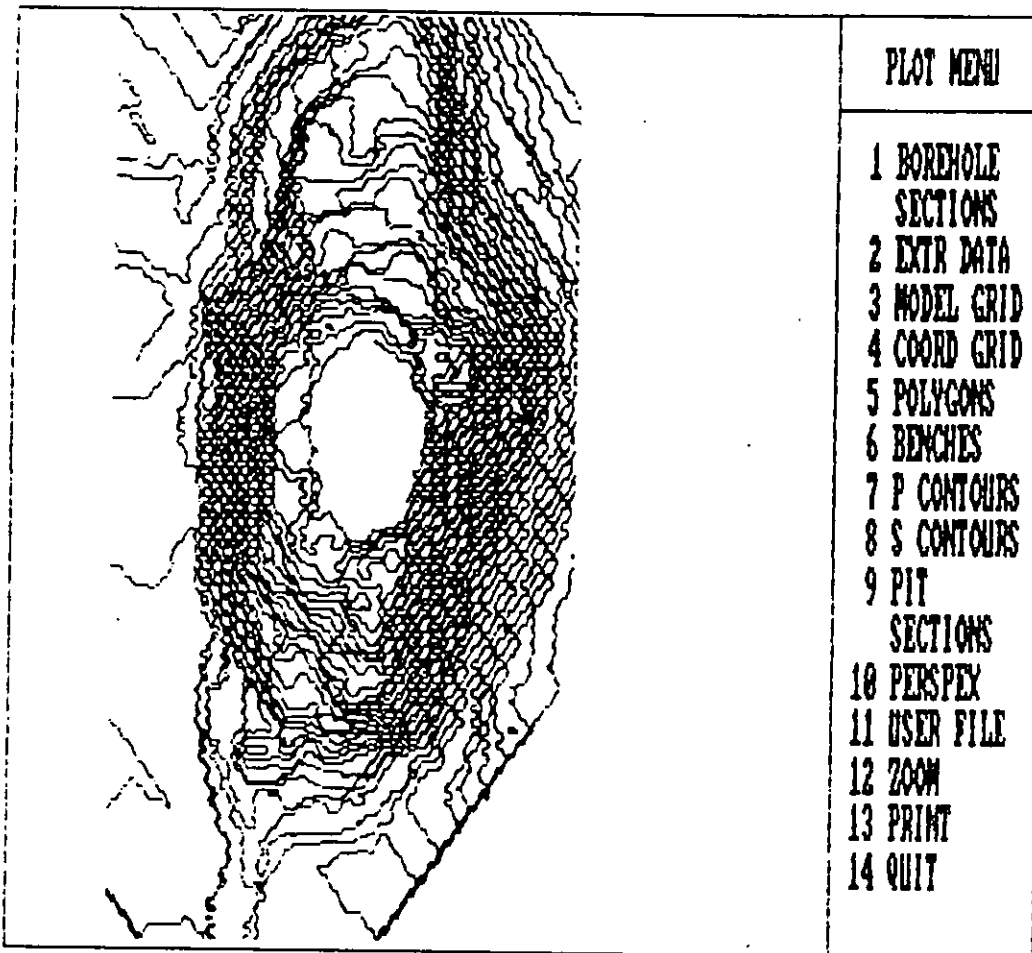 PLOT MENU
1 BOREHOLE
SECTIONS
2 EXTR DATA
3 MODEL GRID
4 COORD GRID
5 POLYGONS
6 BENCHES
7 P CONTOURS
8 S CONTOURS
9 PIT
SECTIONS
10 PERSPEX
11 USER FILE
12 ZOOM
13 PRINT
14 QUIT